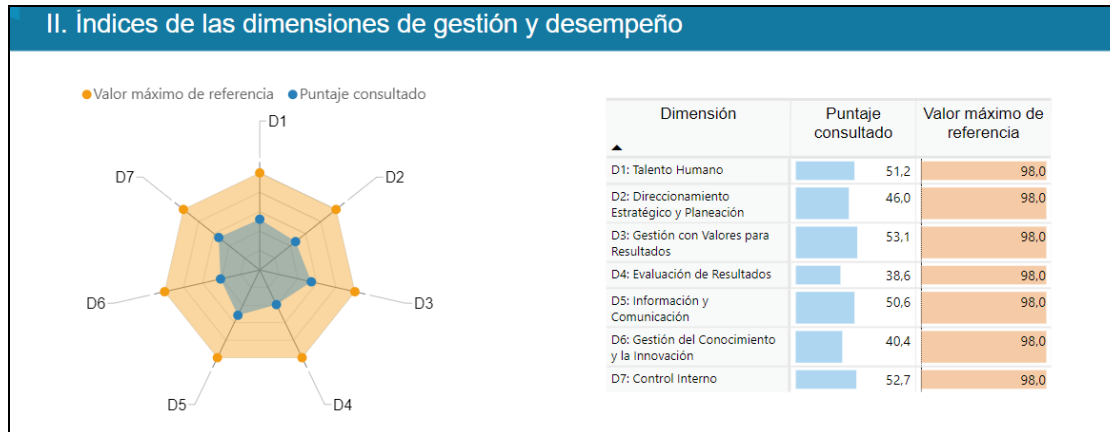 II. Índices de las dimensiones de gestión y desempeño
Valor máximo de referencia Puntaje consultado
D1
D2
D3
D4
D5
D6
D7
Dimensión Puntaje consultado Valor máximo de referencia
D1: Talento Humano 51,2 98,0
D2: Direccionamiento
Estratégico y Planeación 46,0 98,0
D3: Gestión con Valores para
Resultados 53,1 98,0
D4: Evaluación de Resultados 38,6 98,0
D5: Información y
Comunicación 50,6 98,0
D6: Gestión del Conocimiento
y la Innovación 40,4 98,0
D7: Control Interno 52,7 98,0